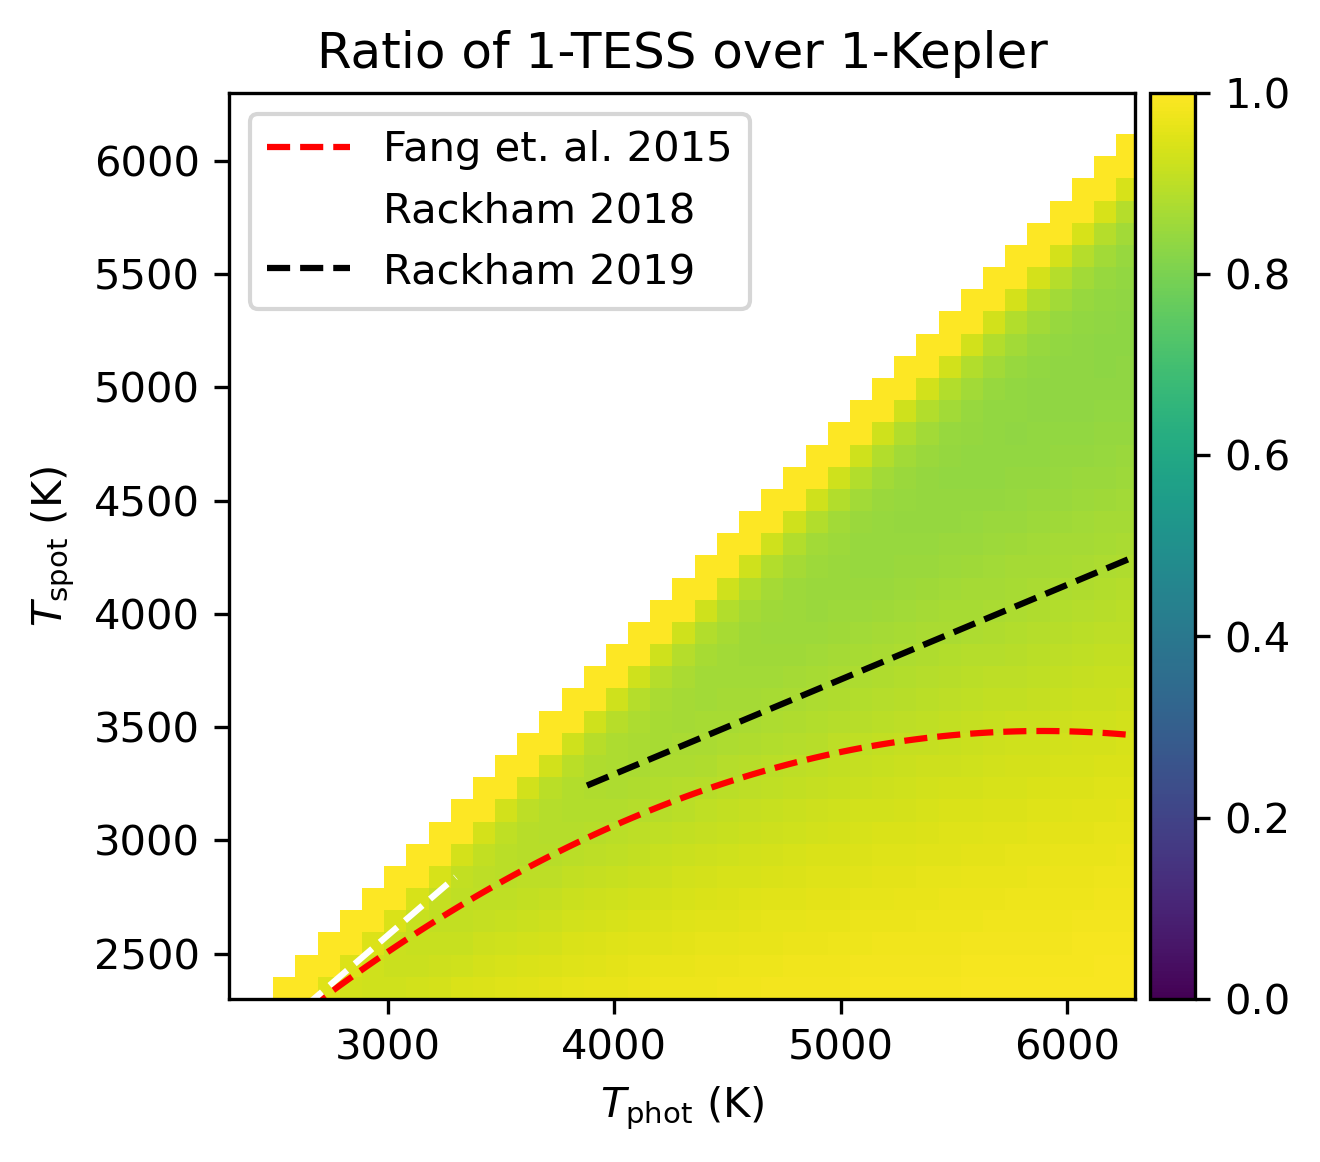 Ratio of 1-TESS over 1-Kepler
Fang et. al. 2015
Rackham 2018
Rackham 2019
6000
5500
5000
4500
4000
3500
3000
2500
T_spot (K)
3000 4000 5000 6000
T_phot (K)
1.0
0.8
0.6
0.4
0.2
0.0